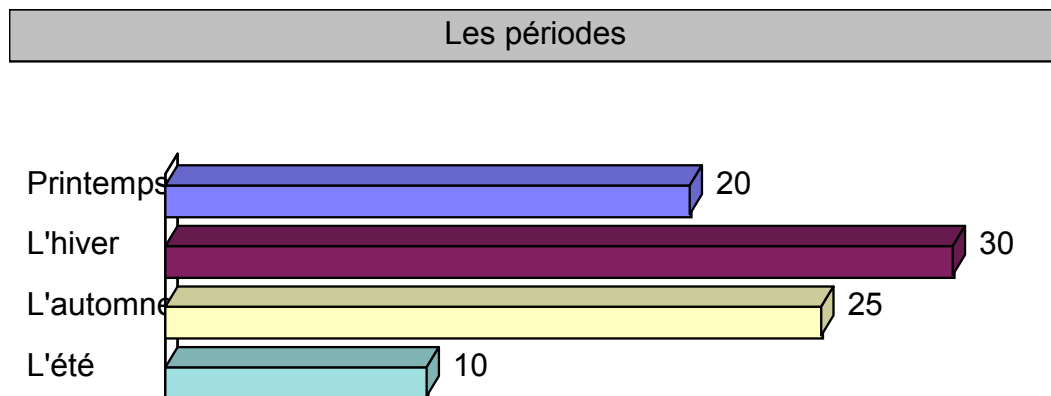 Les périodes
Printemps 20
L'hiver 30
L'automne 25
L'été 10